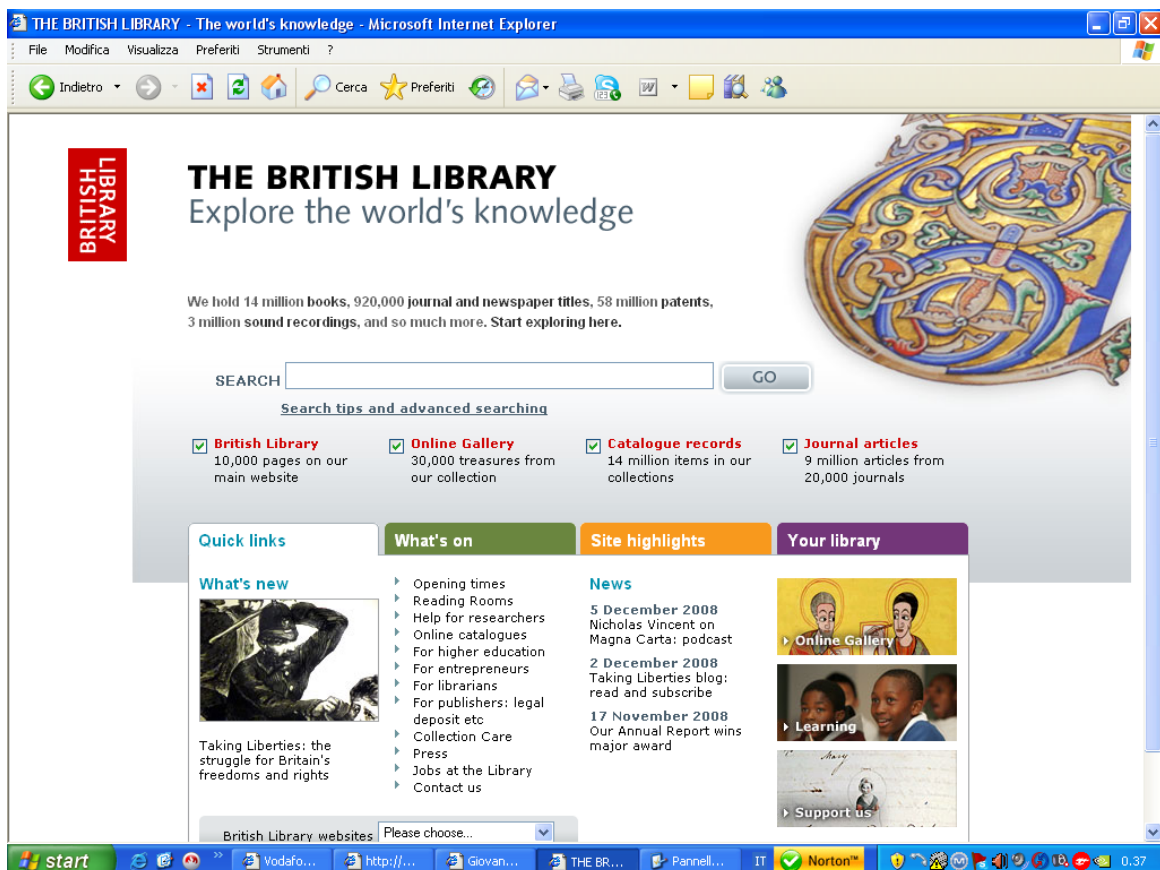 THE BRITISH LIBRARY - The world's knowledge - Microsoft Internet Explorer
File Modifica Visualizza Preferiti Strumenti ?
Indietro Cerca Preferiti
BRITISH
LIBRARY
THE BRITISH LIBRARY
Explore the world's knowledge
We hold 14 million books, 920,000 journal and newspaper titles, 58 million patents,
3 million sound recordings, and so much more. Start exploring here.
SEARCH GO
Search tips and advanced searching
British Library
10,000 pages on our
main website
Online Gallery
30,000 treasures from
our collection
Catalogue records
14 million items in our
collections
Journal articles
9 million articles from
20,000 journals
Quick links What's on Site highlights Your library
What's new
Taking Liberties: the
struggle for Britain's
freedoms and rights
Opening times
Reading Rooms
Help for researchers
Online catalogues
For higher education
For entrepreneurs
For librarians
For publishers: legal
deposit etc
Collection Care
Press
Jobs at the Library
Contact us
News
5 December 2008
Nicholas Vincent on
Magna Carta: podcast
2 December 2008
Taking Liberties blog:
read and subscribe
17 November 2008
Our Annual Report wins
major award
Online Gallery
Learning
Mary
Support us
British Library websites Please choose...
start Vodafo... http://... Giovan... THE BR... Pannell... IT Norton™ 0.37